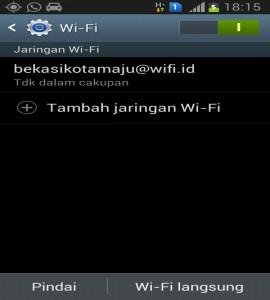 H+ 1 18:15
Wi-Fi
Jaringan Wi-Fi
bekasikotamaju@wifi.id
Tdk dalam cakupan
Tambah jaringan Wi-Fi
Pindai Wi-Fi langsung